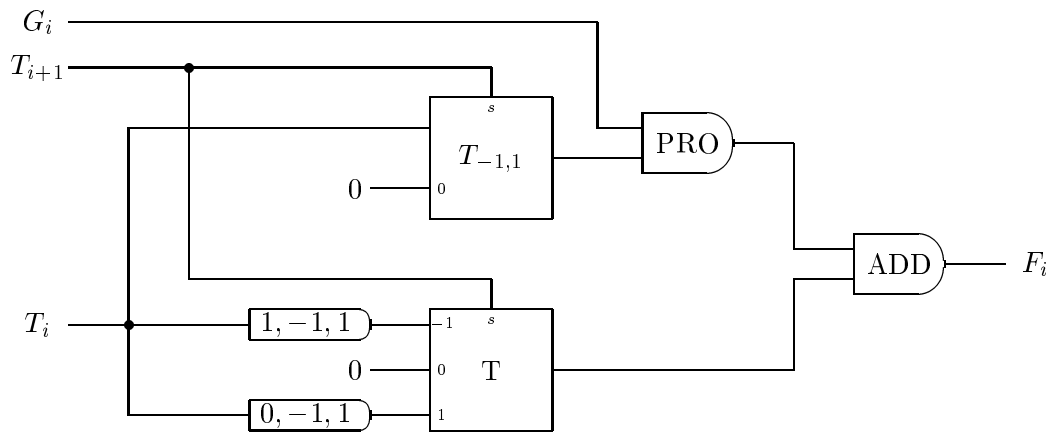 G_i
T_{i+1}
s
T_{-1,1}
PRO
0
0
ADD
F_i
T_i
1, -1, 1
-1
s
0
0
T
0, -1, 1
1